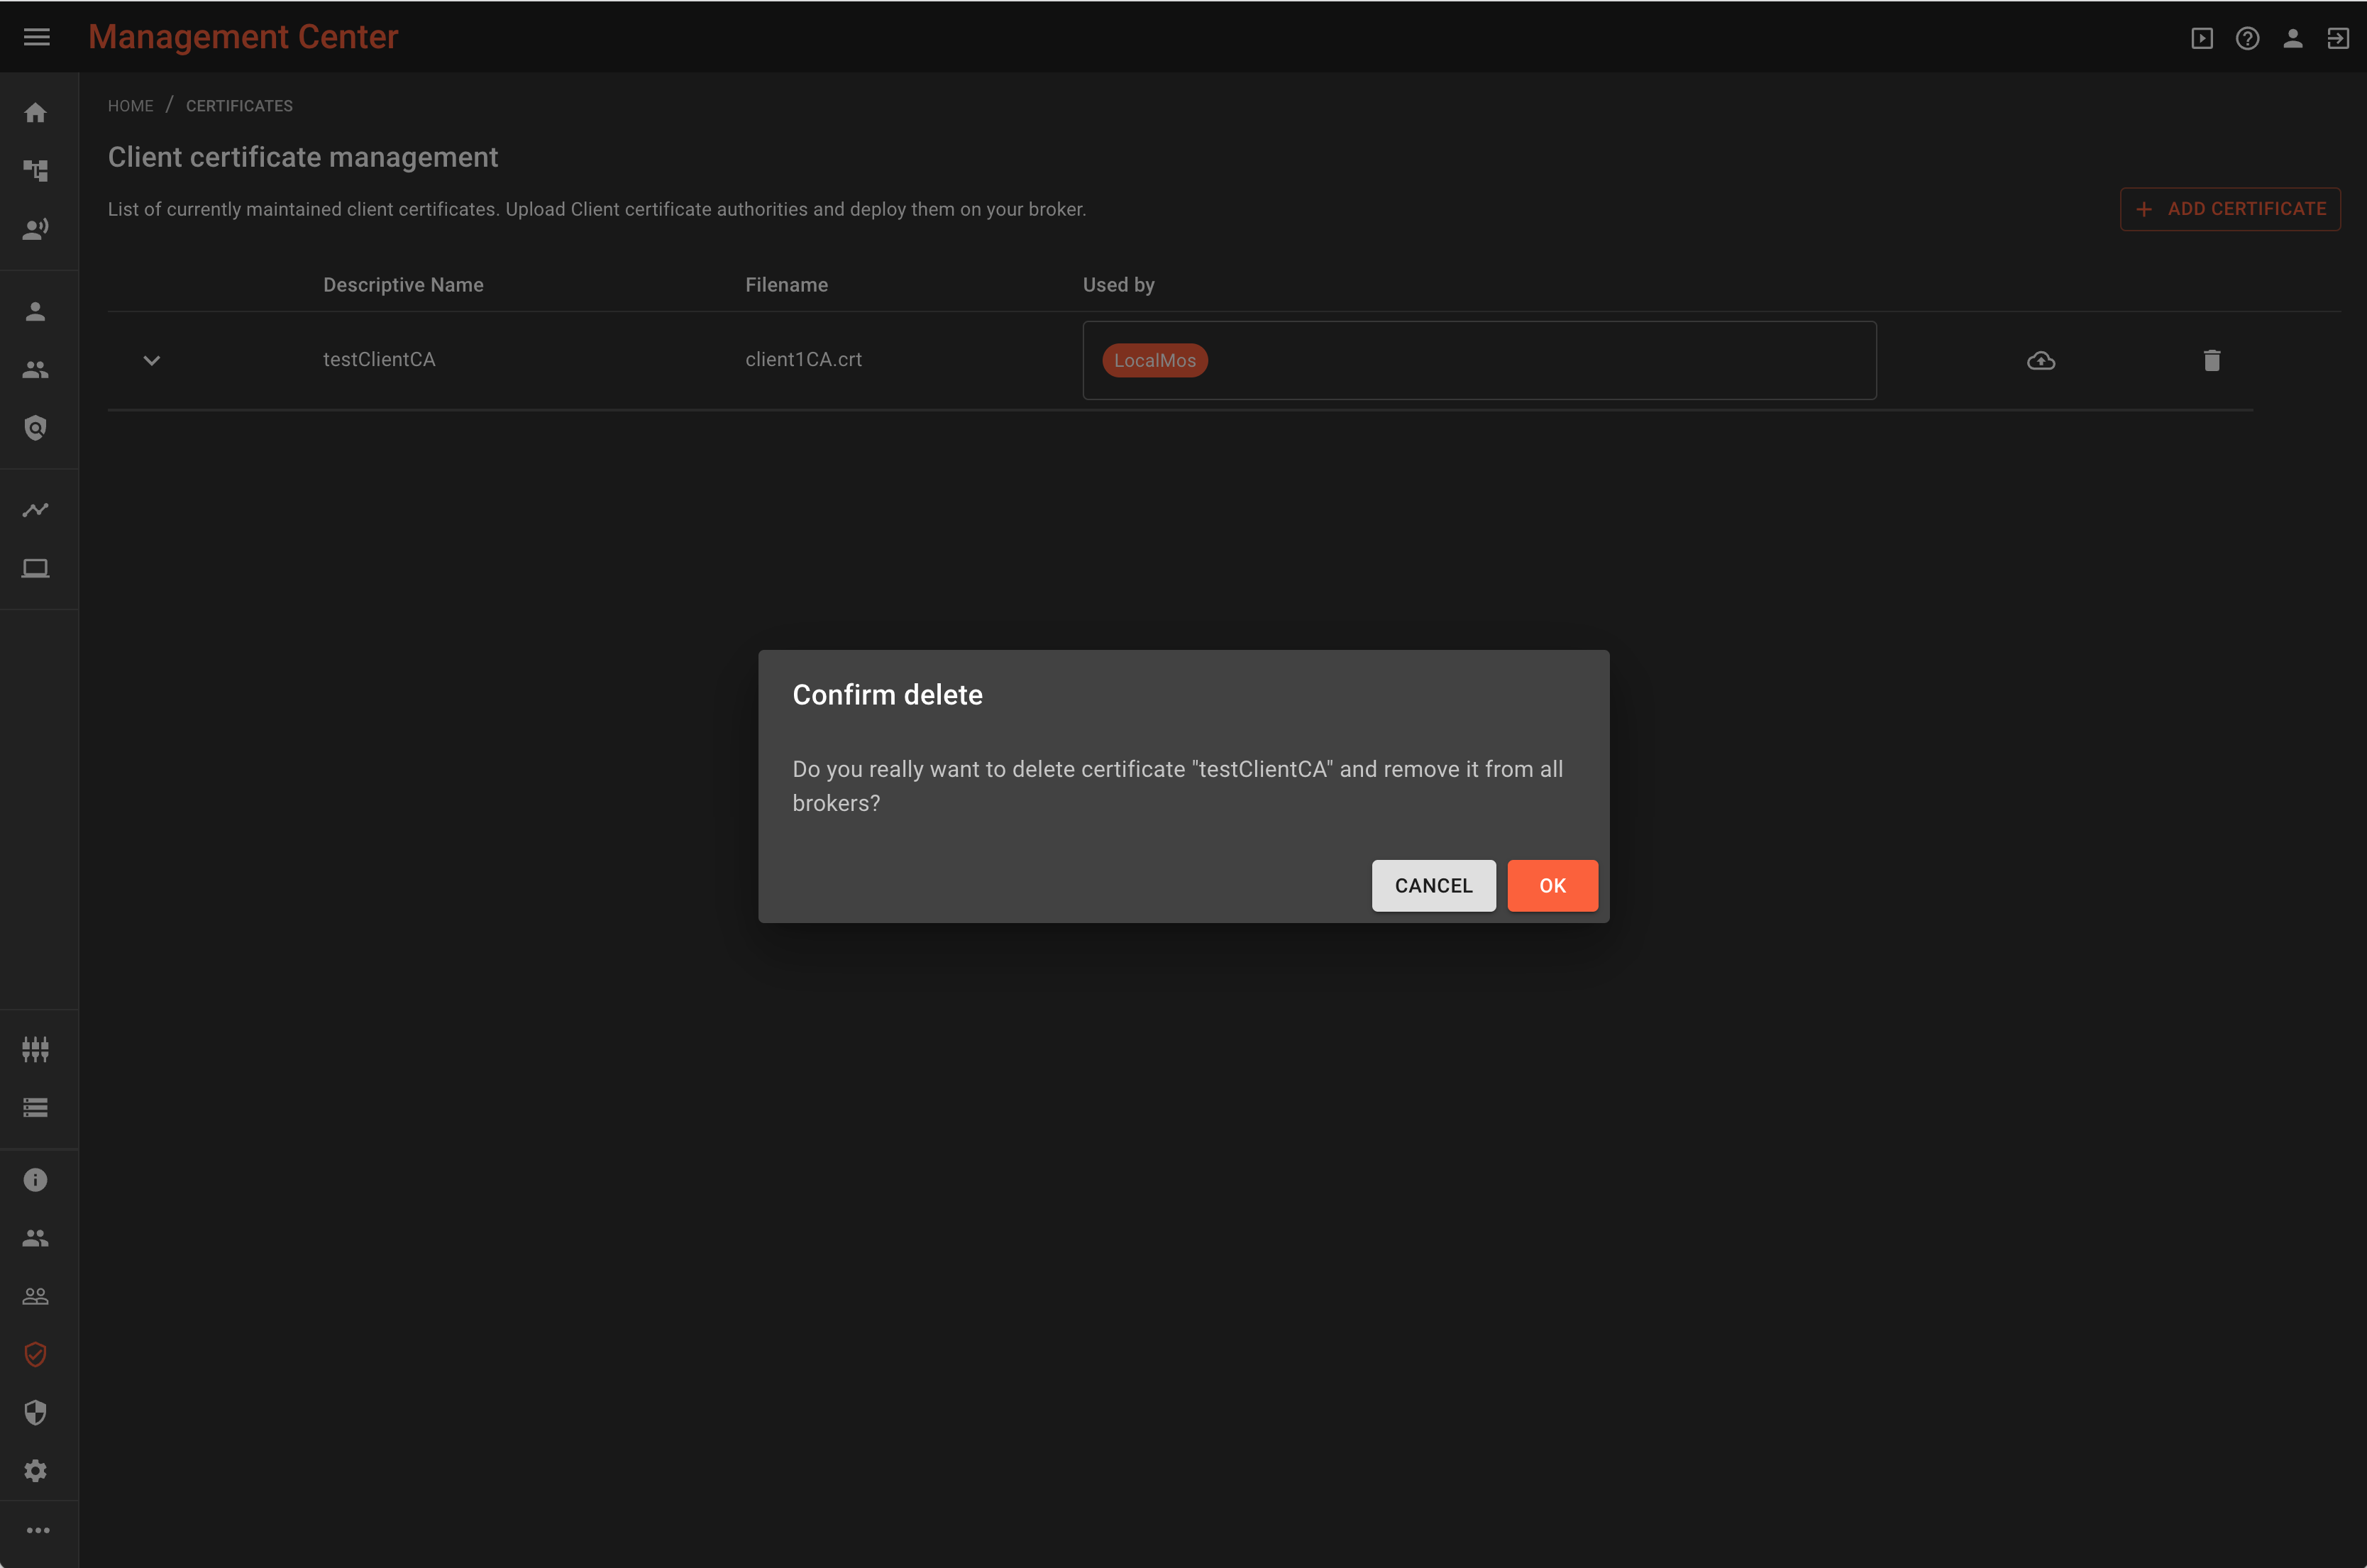 Management Center
HOME / CERTIFICATES
Client certificate management
List of currently maintained client certificates. Upload Client certificate authorities and deploy them on your broker.
ADD CERTIFICATE
Descriptive Name Filename Used by
testClientCA client1CA.crt LocalMos
Confirm delete
Do you really want to delete certificate "testClientCA" and remove it from all
brokers?
CANCEL OK